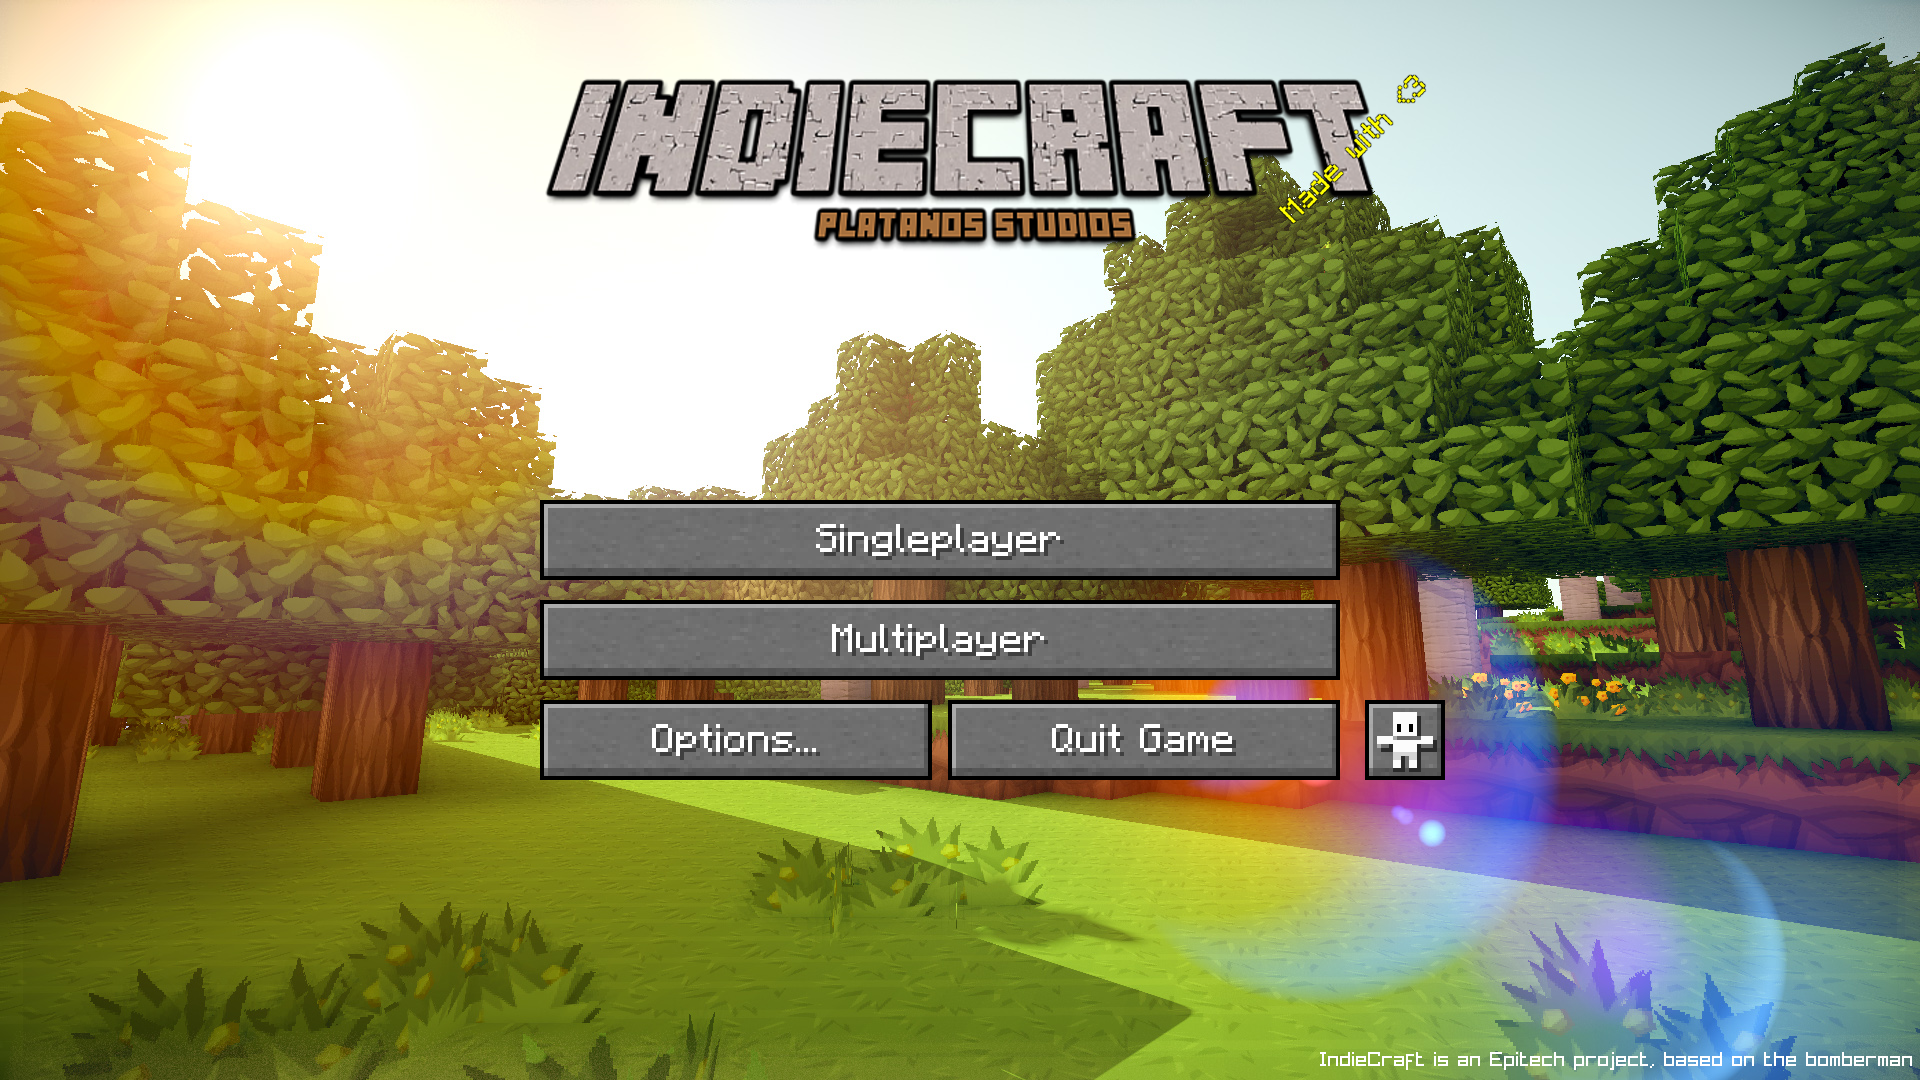 INDIECRAFT
Made with <3
PLATANOS STUDIOS
Singleplayer
Multiplayer
Options...
Quit Game
IndieCraft is an Epitech project, based on the bomberman